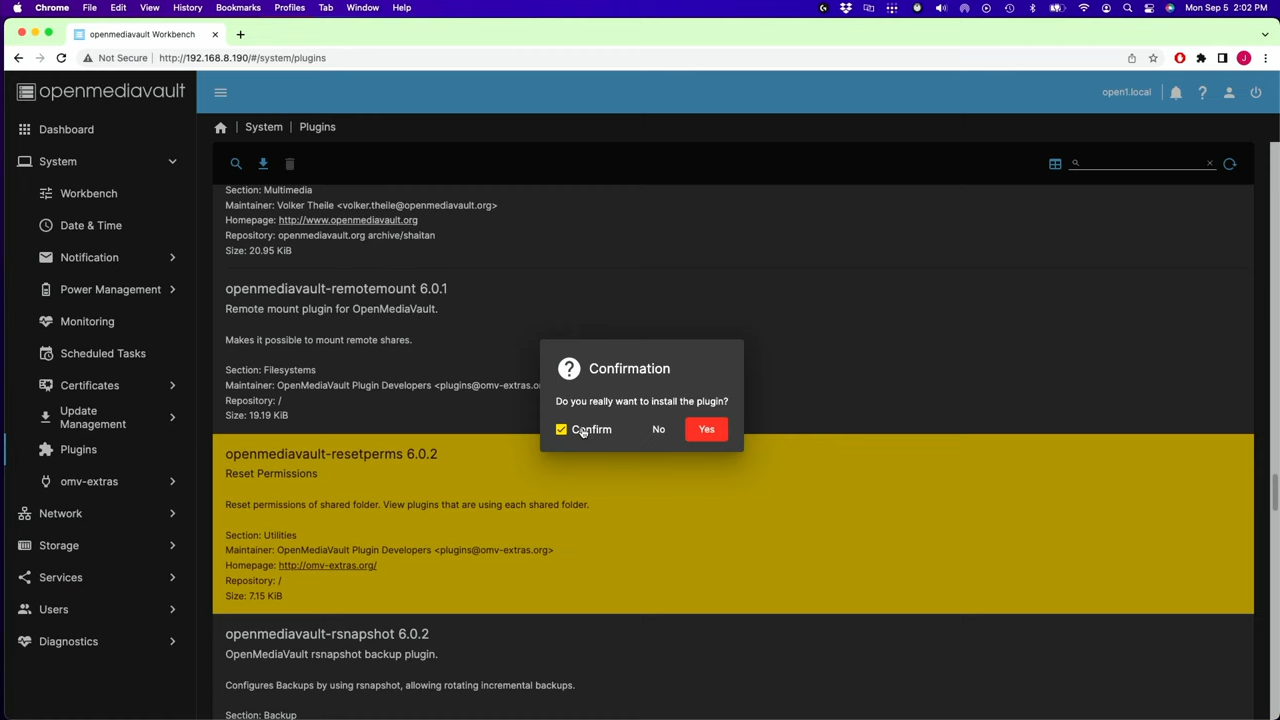 Chrome File Edit View History Bookmarks Profiles Tab Window Help Mon Sep 5 2:02 PM
openmediavault Workbench
Not Secure http://192.168.8.190/#/system/plugins
openmediavault
open1.local
Dashboard
System
Workbench
Date & Time
Notification
Power Management
Monitoring
Scheduled Tasks
Certificates
Update
Management
Plugins
omv-extras
Network
Storage
Services
Users
Diagnostics
System | Plugins
Section: Multimedia
Maintainer: Volker Theile <volker.theile@openmediavault.org>
Homepage: http://www.openmediavault.org
Repository: openmediavault.org archive/shaitan
Size: 20.95 KiB
openmediavault-remotemount 6.0.1
Remote mount plugin for OpenMediaVault.
Makes it possible to mount remote shares.
Section: Filesystems
Maintainer: OpenMediaVault Plugin Developers <plugins@omv-extras.or
Repository: /
Size: 19.19 KiB
Confirmation
Do you really want to install the plugin?
Confirm No Yes
openmediavault-resetperms 6.0.2
Reset Permissions
Reset permissions of shared folder. View plugins that are using each shared folder.
Section: Utilities
Maintainer: OpenMediaVault Plugin Developers <plugins@omv-extras.org>
Homepage: http://omv-extras.org/
Repository: /
Size: 7.15 KiB
openmediavault-rsnapshot 6.0.2
OpenMediaVault rsnapshot backup plugin.
Configures Backups by using rsnapshot, allowing rotating incremental backups.
Section: Backup